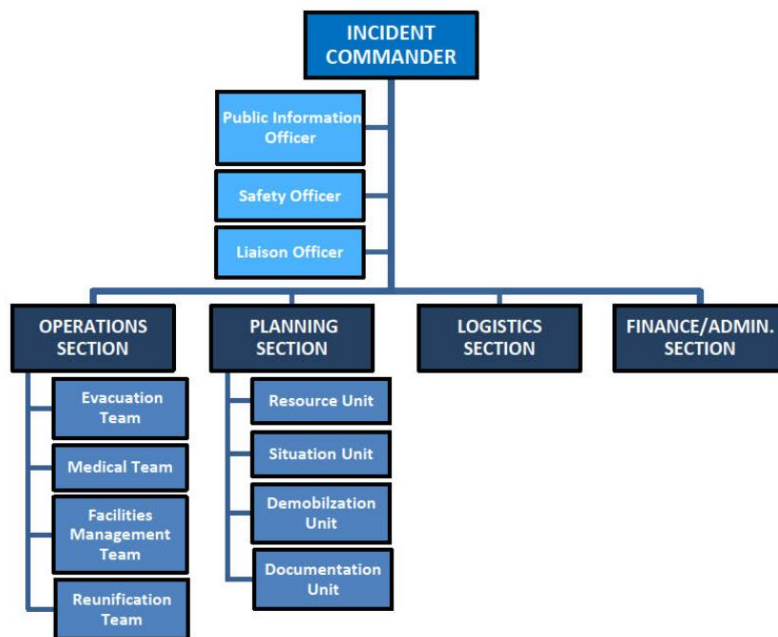 INCIDENT
COMMANDER
Public Information
Officer
Safety Officer
Liaison Officer
OPERATIONS
SECTION
PLANNING
SECTION
LOGISTICS
SECTION
FINANCE/ADMIN.
SECTION
Evacuation
Team
Medical Team
Facilities
Management
Team
Reunification
Team
Resource Unit
Situation Unit
Demobilzation
Unit
Documentation
Unit